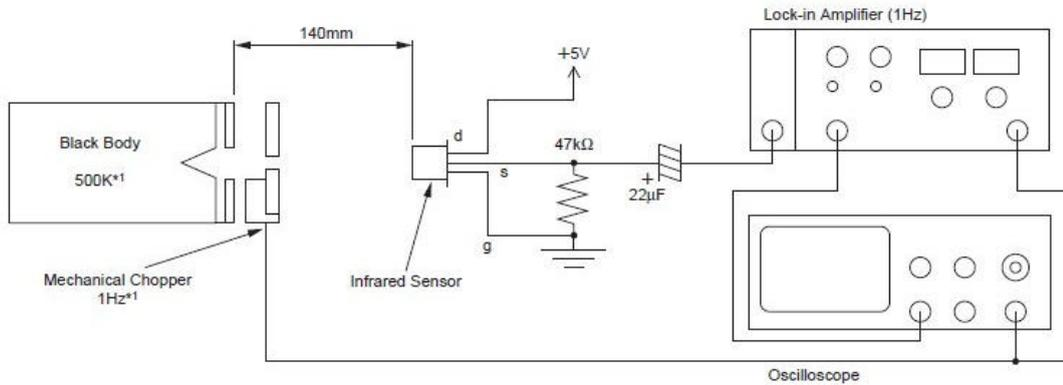 Lock-in Amplifier (1Hz)
140mm
+5V
Black Body
500K*1
d
47kΩ
s
+
22μF
g
Mechanical Chopper
1Hz*1
Infrared Sensor
Oscilloscope